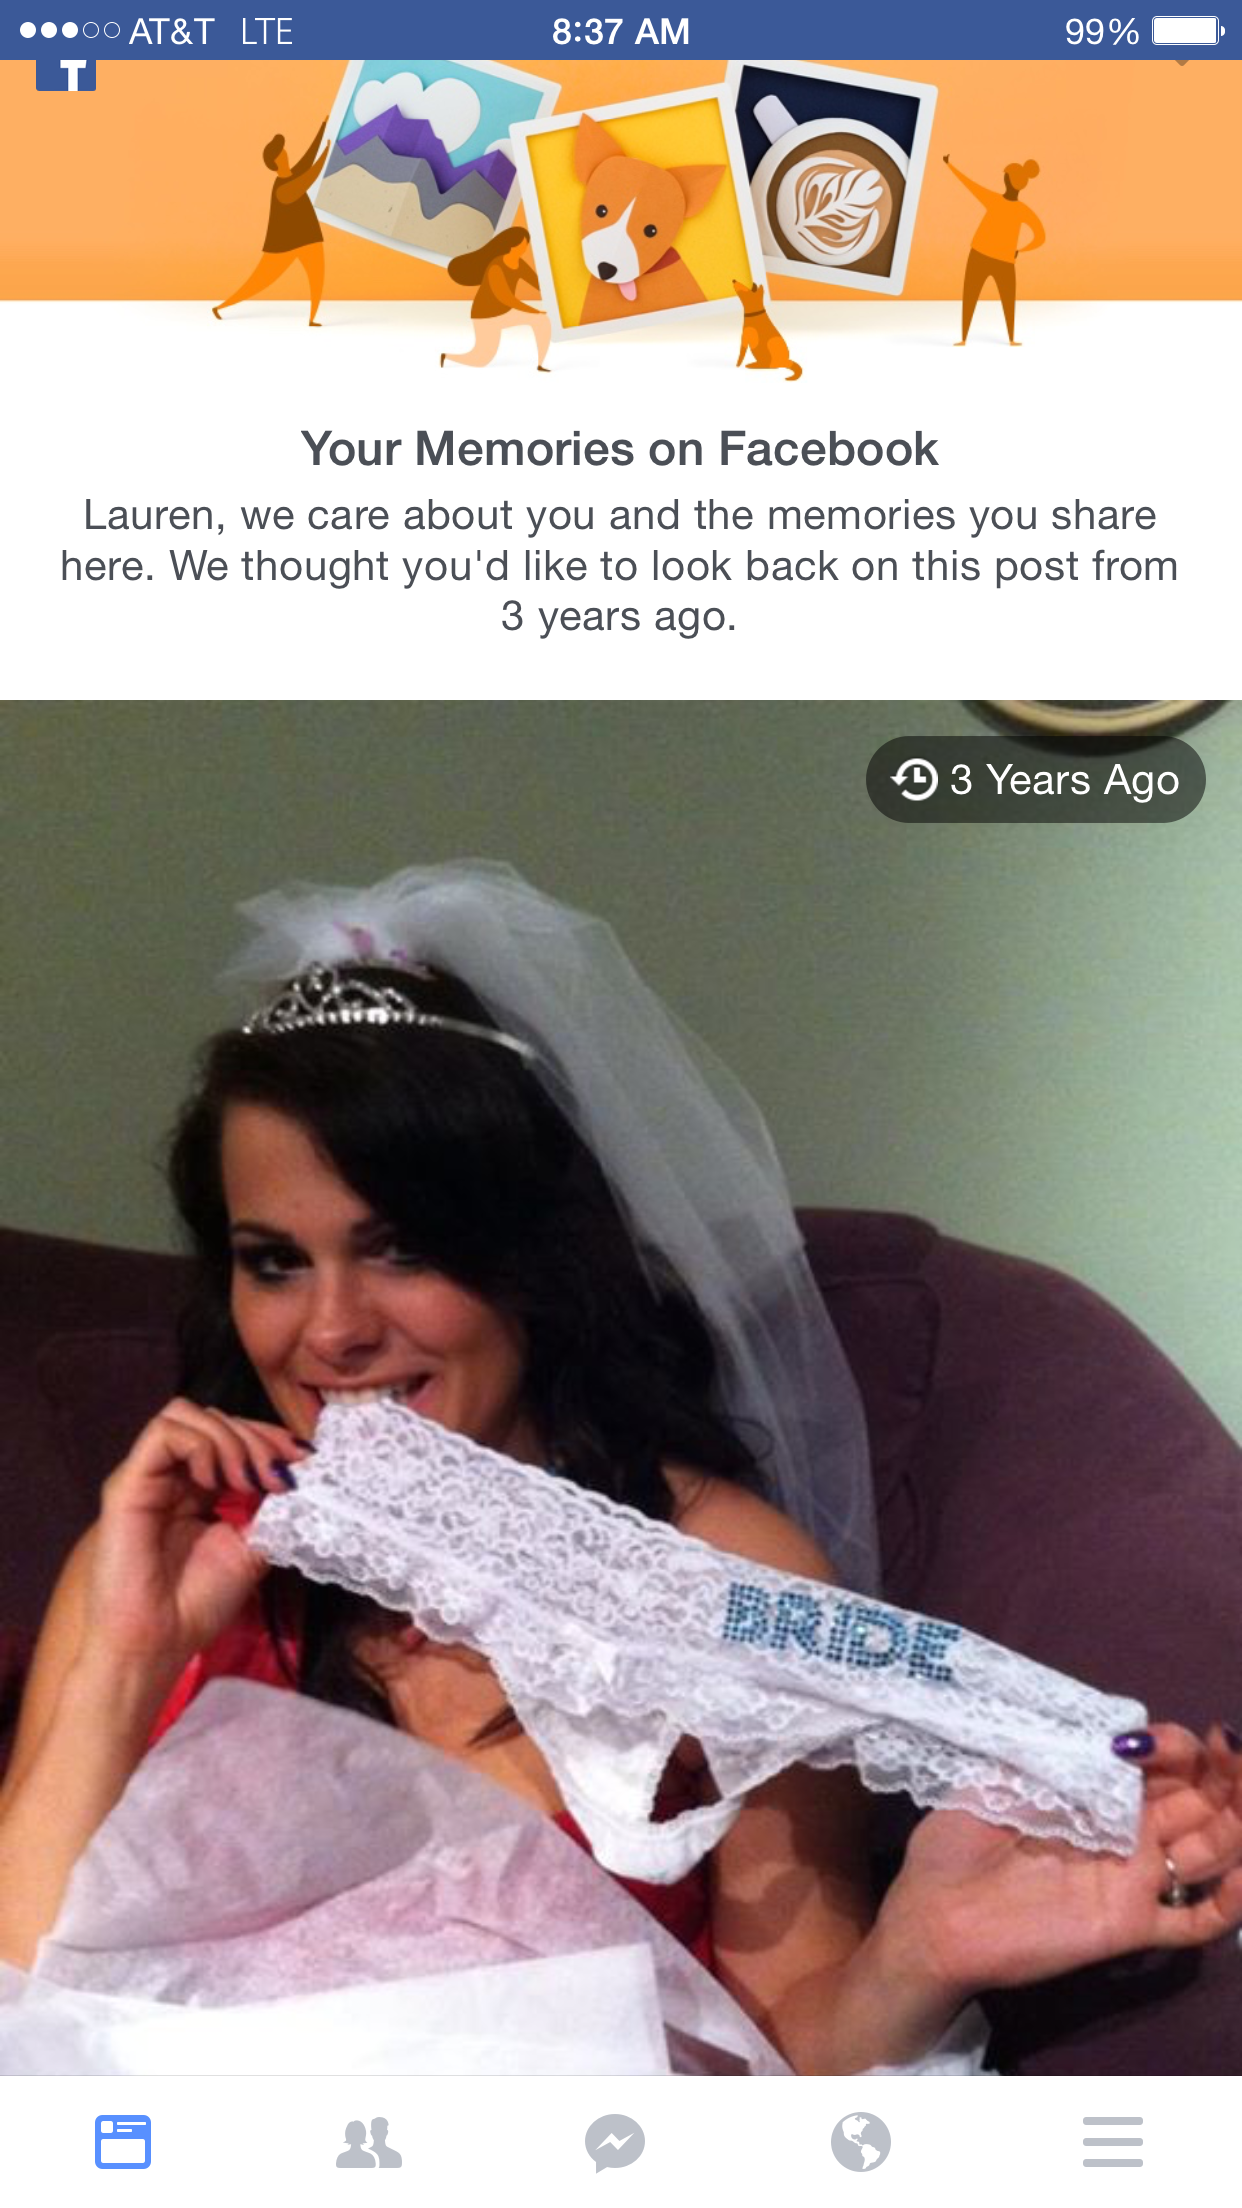 AT&T LTE 8:37 AM 99%
Your Memories on Facebook
Lauren, we care about you and the memories you share
here. We thought you'd like to look back on this post from
3 years ago.
3 Years Ago
BRIDE